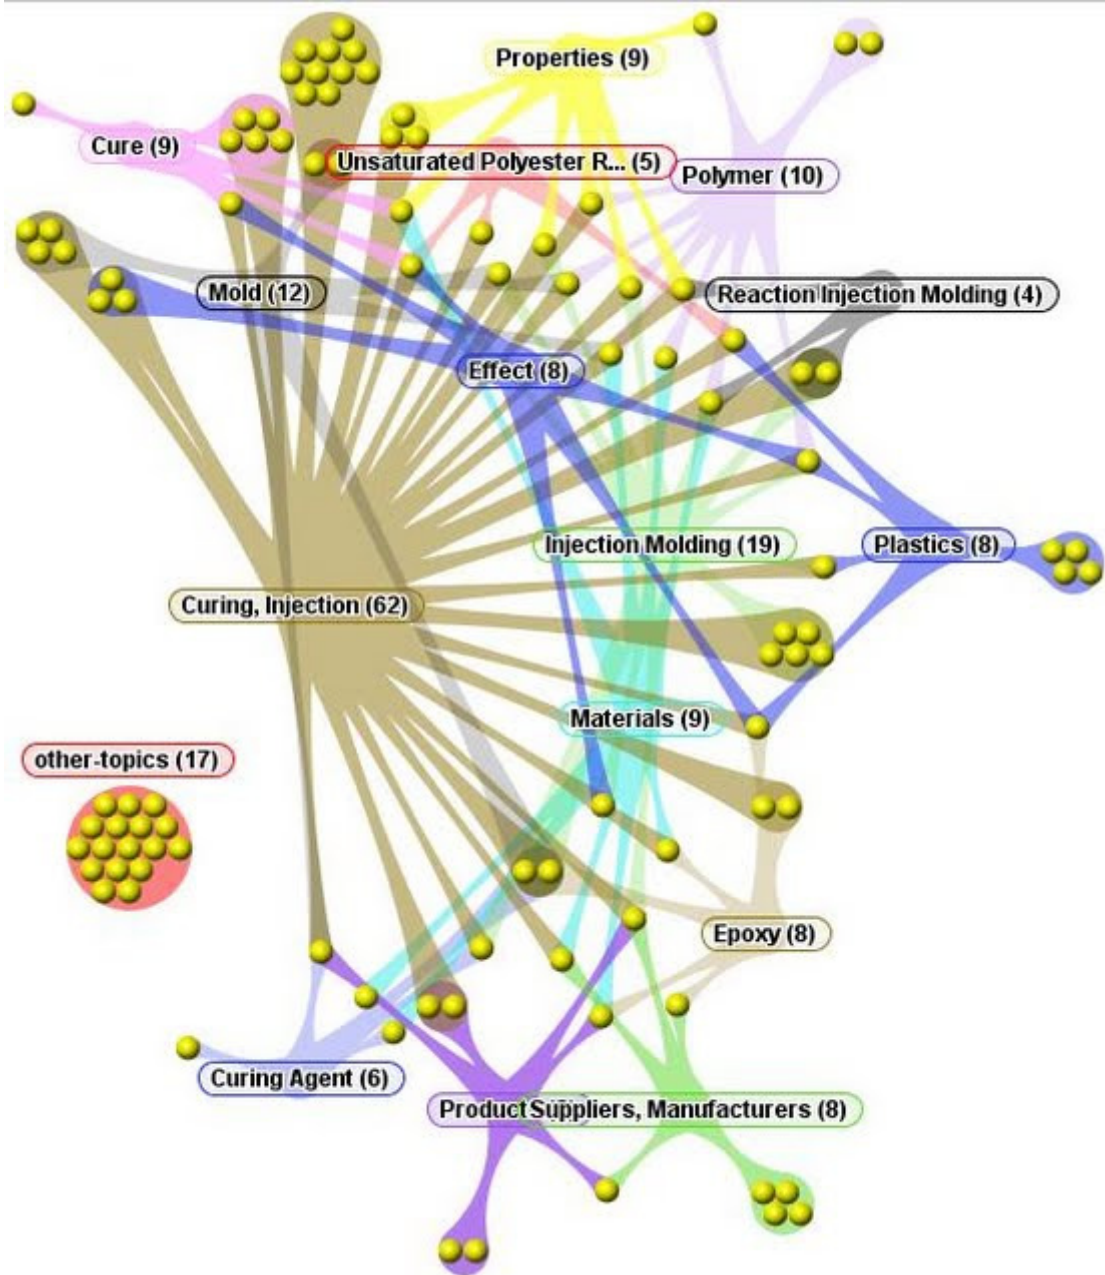 Properties (9)
Cure (9)
Unsaturated Polyester R... (5)
Polymer (10)
Mold (12)
Reaction Injection Molding (4)
Effect (8)
Injection Molding (19)
Plastics (8)
Curing, Injection (62)
Materials (9)
other-topics (17)
Epoxy (8)
Curing Agent (6)
Product
Suppliers, Manufacturers (8)